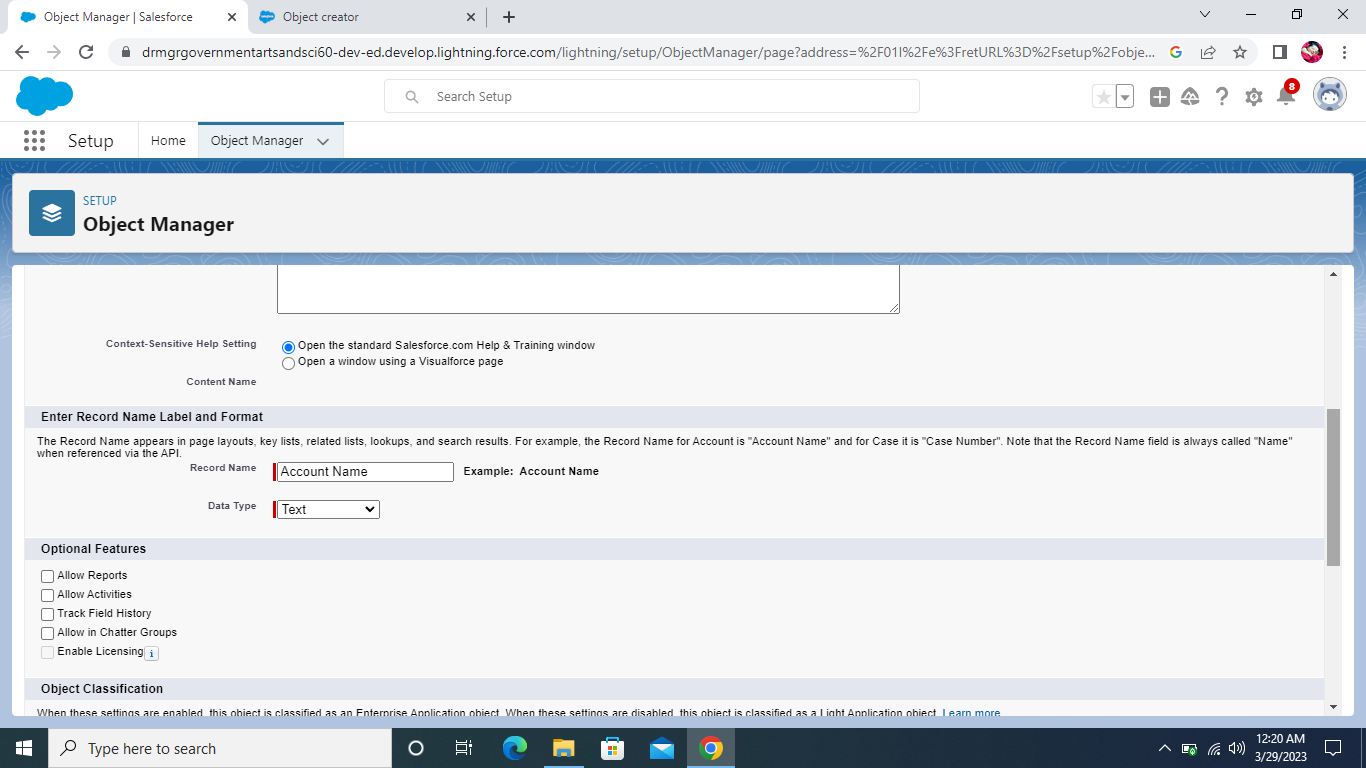 Object Manager | Salesforce
Object creator
drmgrgovernmentartsandsci60-dev-ed.develop.lightning.force.com/lightning/setup/ObjectManager/page?address=%2F01I%2Fe%3FretURL%3D%2Fsetup%2Fobje...
Search Setup
8
Setup
Home
Object Manager
SETUP
Object Manager
Context-Sensitive Help Setting
Open the standard Salesforce.com Help & Training window
Open a window using a Visualforce page
Content Name
Enter Record Name Label and Format
The Record Name appears in page layouts, key lists, related lists, lookups, and search results. For example, the Record Name for Account is "Account Name" and for Case it is "Case Number". Note that the Record Name field is always called "Name"
when referenced via the API.
Record Name
Account Name
Example: Account Name
Data Type
Text
Optional Features
Allow Reports
Allow Activities
Track Field History
Allow in Chatter Groups
Enable Licensing i
Object Classification
When these settings are enabled, this object is classified as an Enterprise Application object. When these settings are disabled, this object is classified as a Light Application object. Learn more.
Type here to search
12:20 AM
3/29/2023